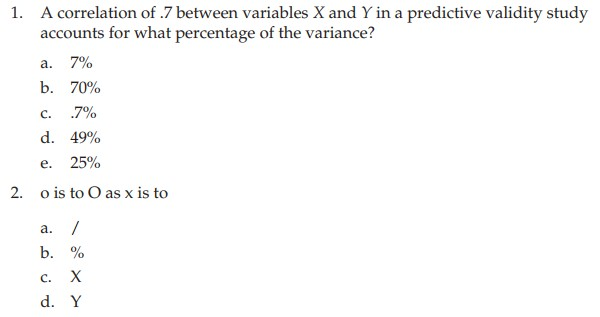 1. A correlation of .7 between variables X and Y in a predictive validity study
accounts for what percentage of the variance?
a. 7%
b. 70%
c. .7%
d. 49%
e. 25%
2. o is to O as x is to
a. /
b. %
c. X
d. Y